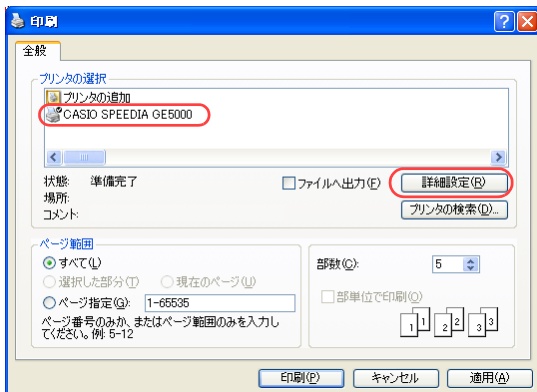 印刷
全般
プリンタの選択
プリンタの追加
CASIO SPEEDIA GE5000
状態: 準備完了
場所:
コメント:
ファイルへ出力(F)
詳細設定(R)
プリンタの検索(D)...
ページ範囲
すべて(L)
選択した部分(T) 現在のページ(U)
ページ指定(G): 1-65535
ページ番号のみか、またはページ範囲のみを入力し
てください。例: 5-12
部数(C): 5
部単位で印刷(O)
1 1 2 2 3 3
印刷(P) キャンセル 適用(A)